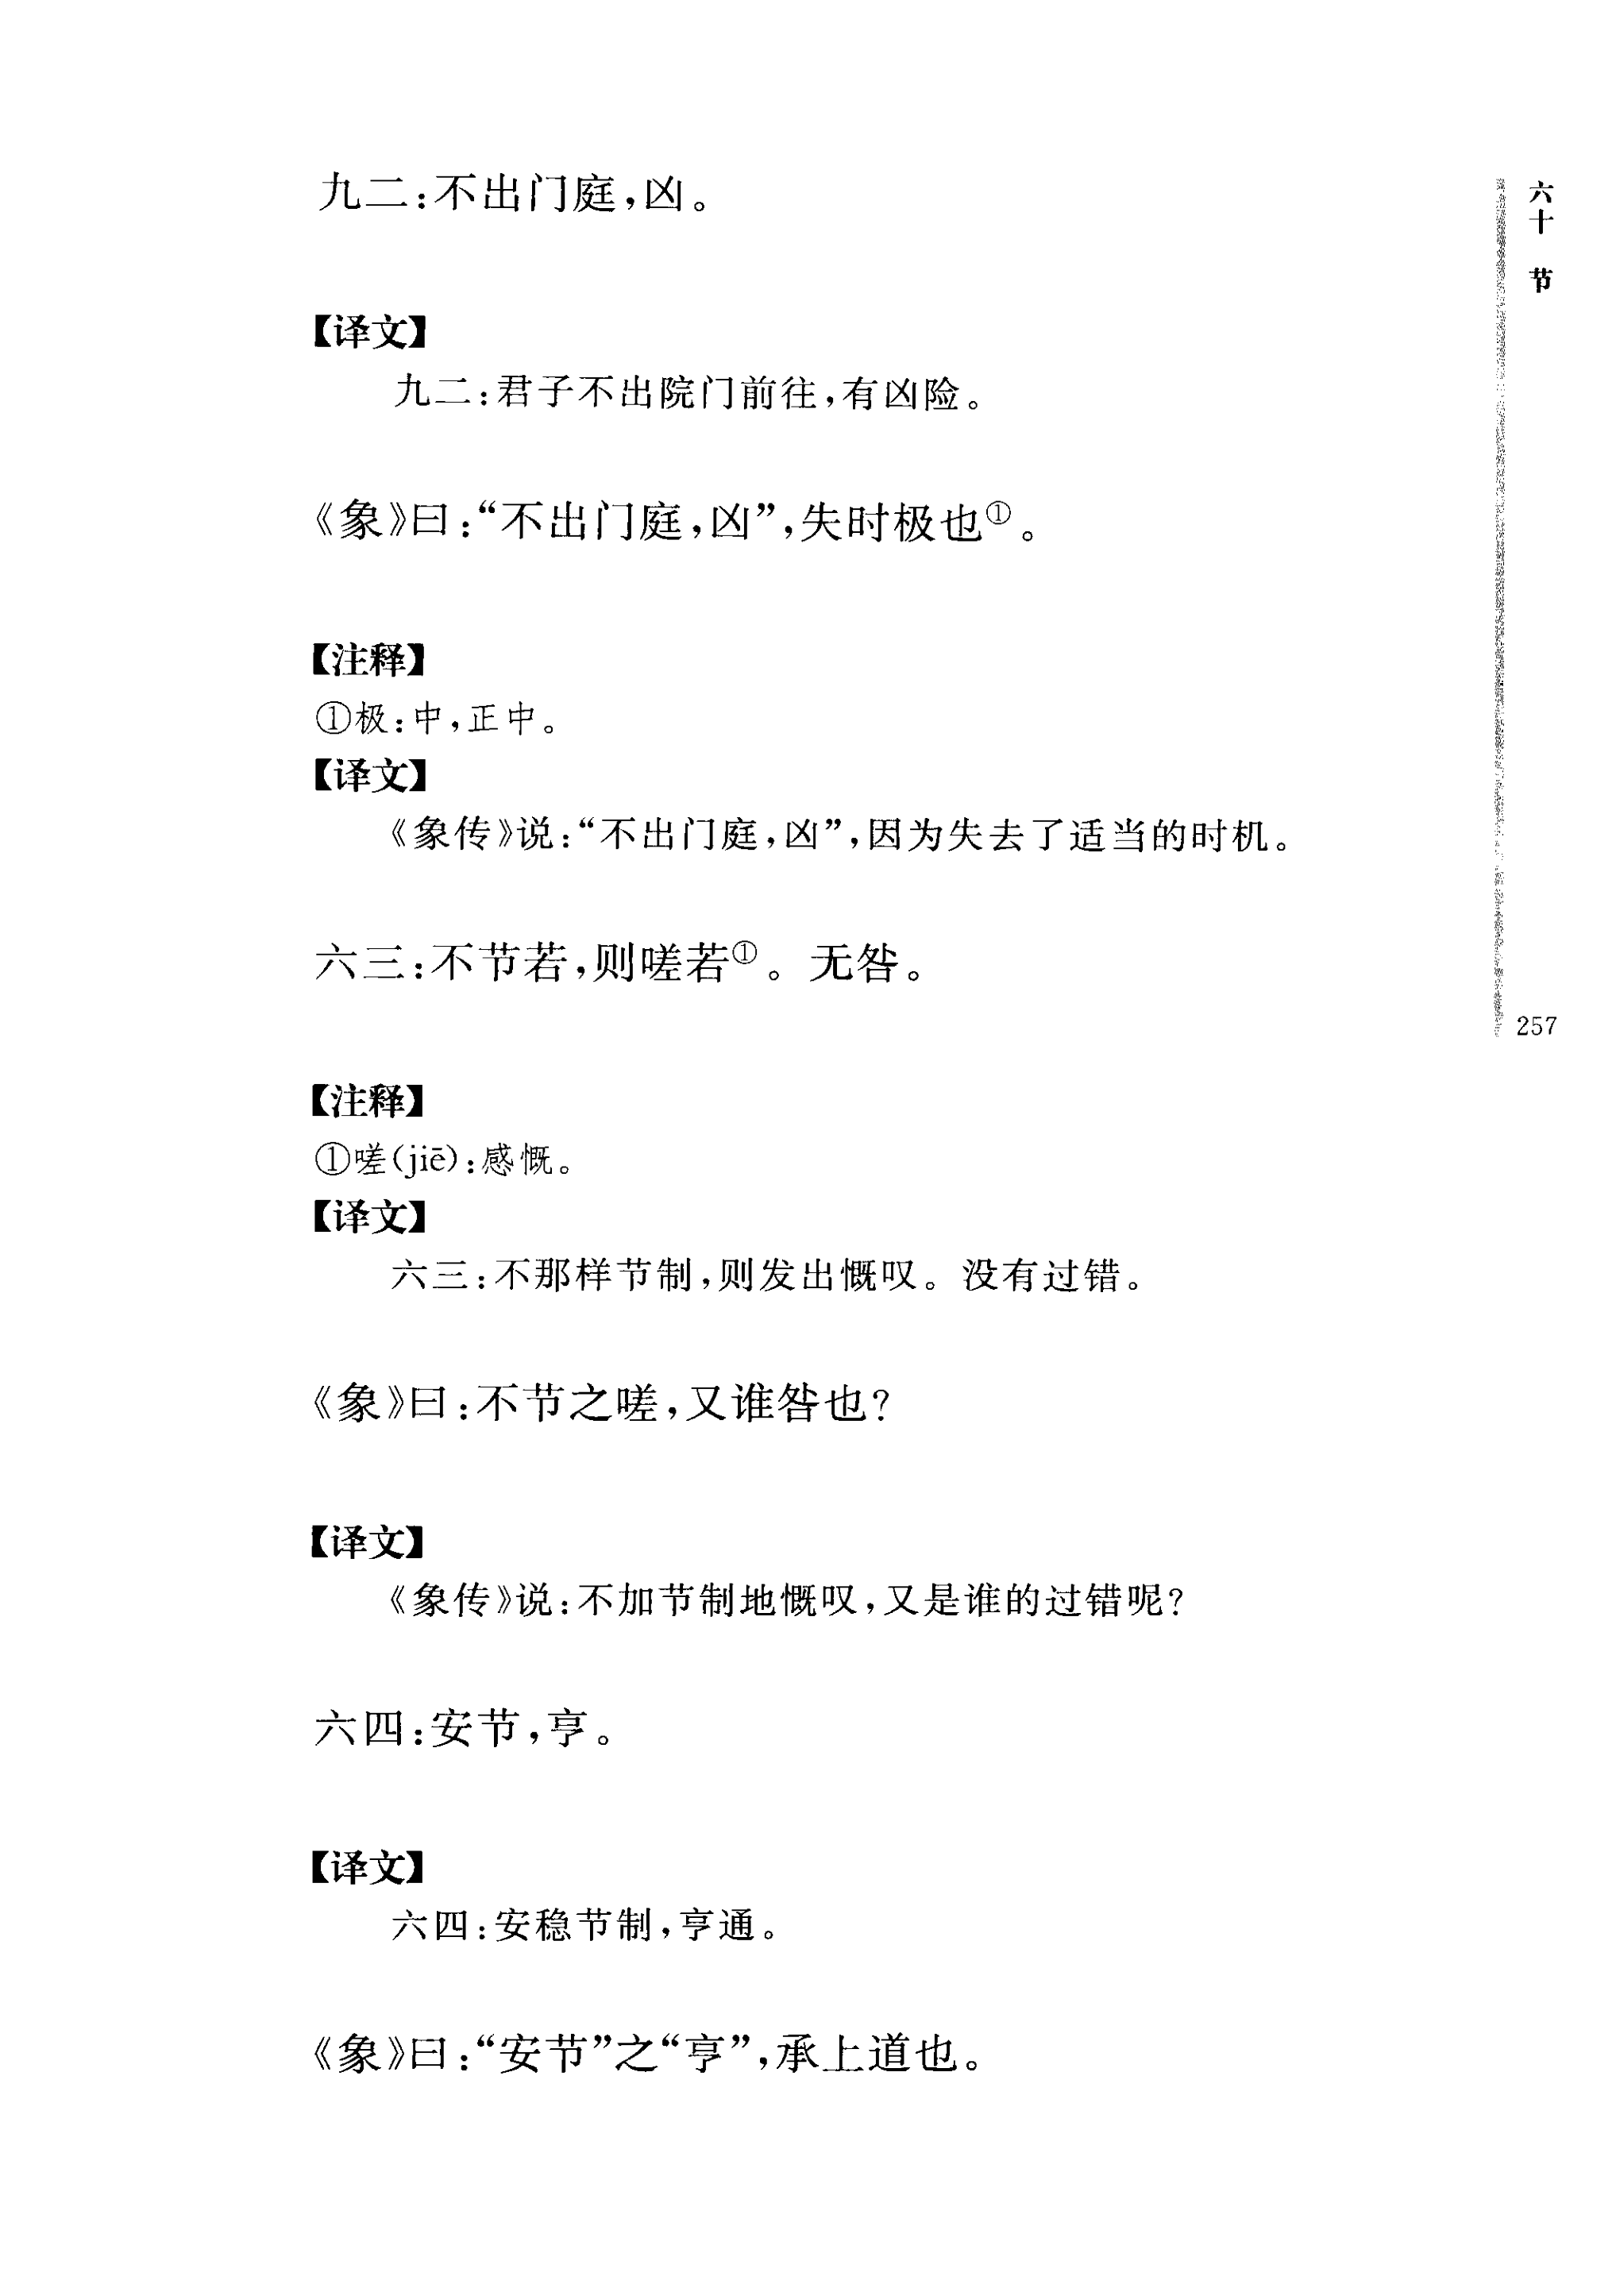 九二：不出门庭，凶。
【译文】
九二：君子不出院门前往，有凶险。
《象》曰：“不出门庭，凶”，失时极也①。
【注释】
①极：中，正中。
【译文】
《象传》说：“不出门庭，凶”，因为失去了适当的时机。
六三：不节若，则嗟若①。无咎。
【注释】
①嗟(jiē)：感慨。
【译文】
六三：不那样节制，则发出慨叹。没有过错。
《象》曰：不节之嗟，又谁咎也？
【译文】
《象传》说：不加节制地慨叹，又是谁的过错呢？
六四：安节，亨。
【译文】
六四：安稳节制，亨通。
《象》曰：“安节”之“亨”，承上道也。
六十 节
257